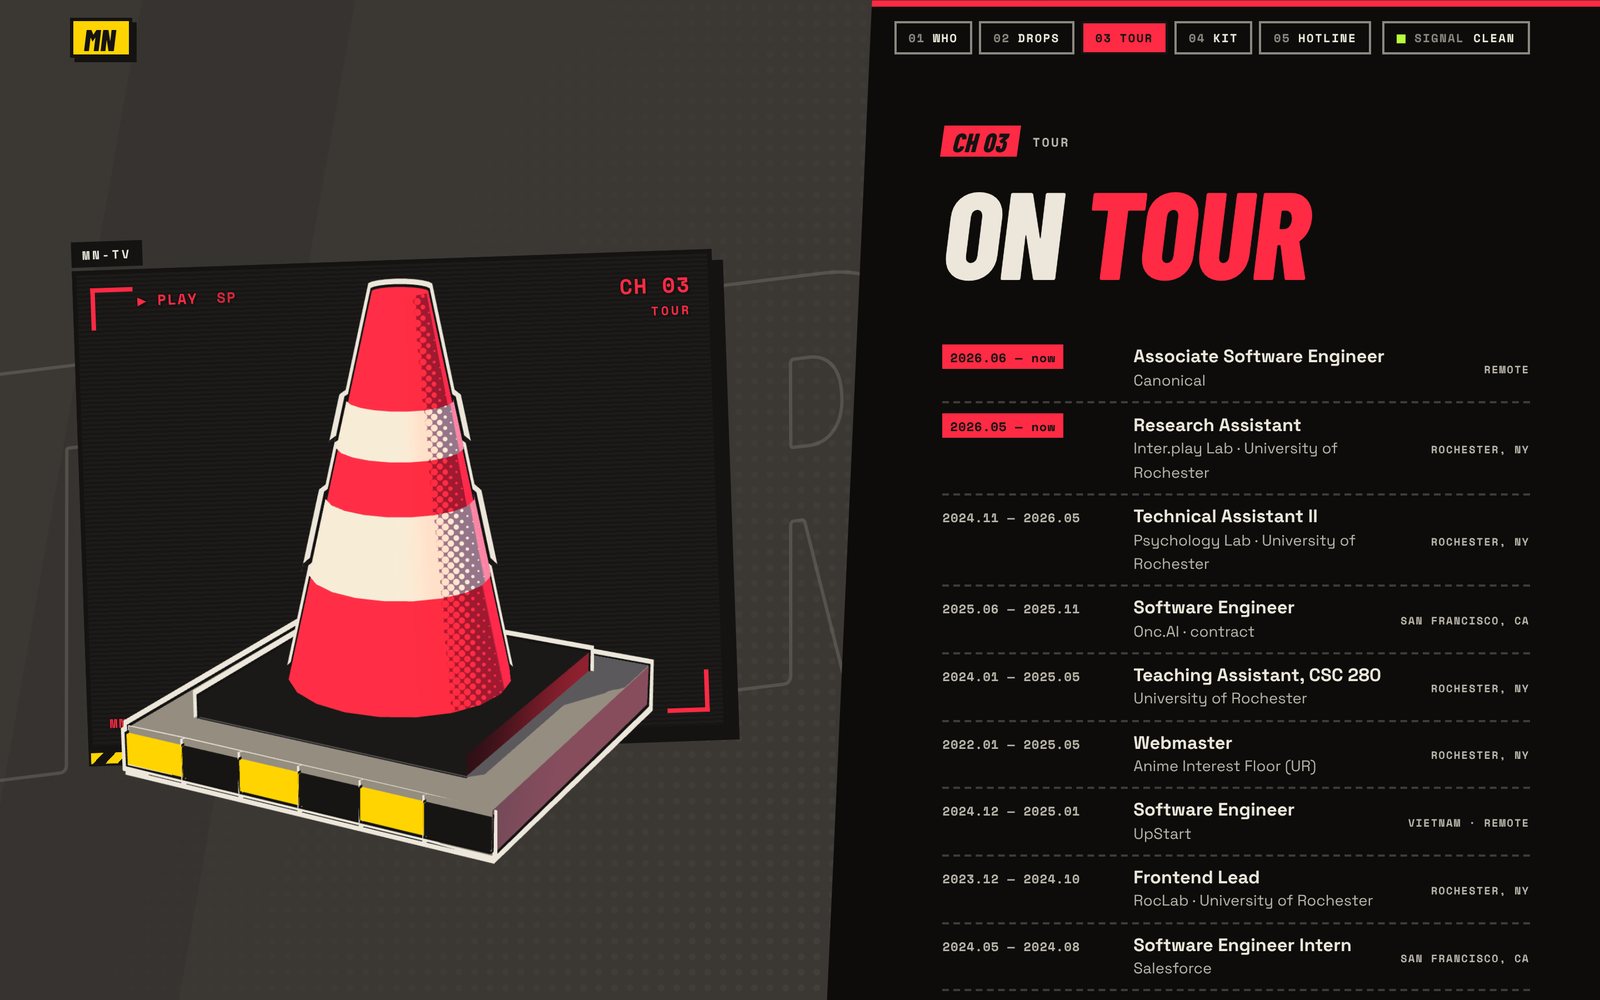 MN
01 WHO
02 DROPS
03 TOUR
04 KIT
05 HOTLINE
SIGNAL CLEAN
MN-TV
▶ PLAY SP
CH 03
TOUR
CH 03 TOUR
ON TOUR
2026.06 — now
Associate Software Engineer
Canonical
REMOTE
2026.05 — now
Research Assistant
Inter.play Lab · University of
Rochester
ROCHESTER, NY
2024.11 — 2026.05
Technical Assistant II
Psychology Lab · University of
Rochester
ROCHESTER, NY
2025.06 — 2025.11
Software Engineer
Onc.AI · contract
SAN FRANCISCO, CA
2024.01 — 2025.05
Teaching Assistant, CSC 280
University of Rochester
ROCHESTER, NY
2022.01 — 2025.05
Webmaster
Anime Interest Floor (UR)
ROCHESTER, NY
2024.12 — 2025.01
Software Engineer
UpStart
VIETNAM · REMOTE
2023.12 — 2024.10
Frontend Lead
RocLab · University of Rochester
ROCHESTER, NY
2024.05 — 2024.08
Software Engineer Intern
Salesforce
SAN FRANCISCO, CA